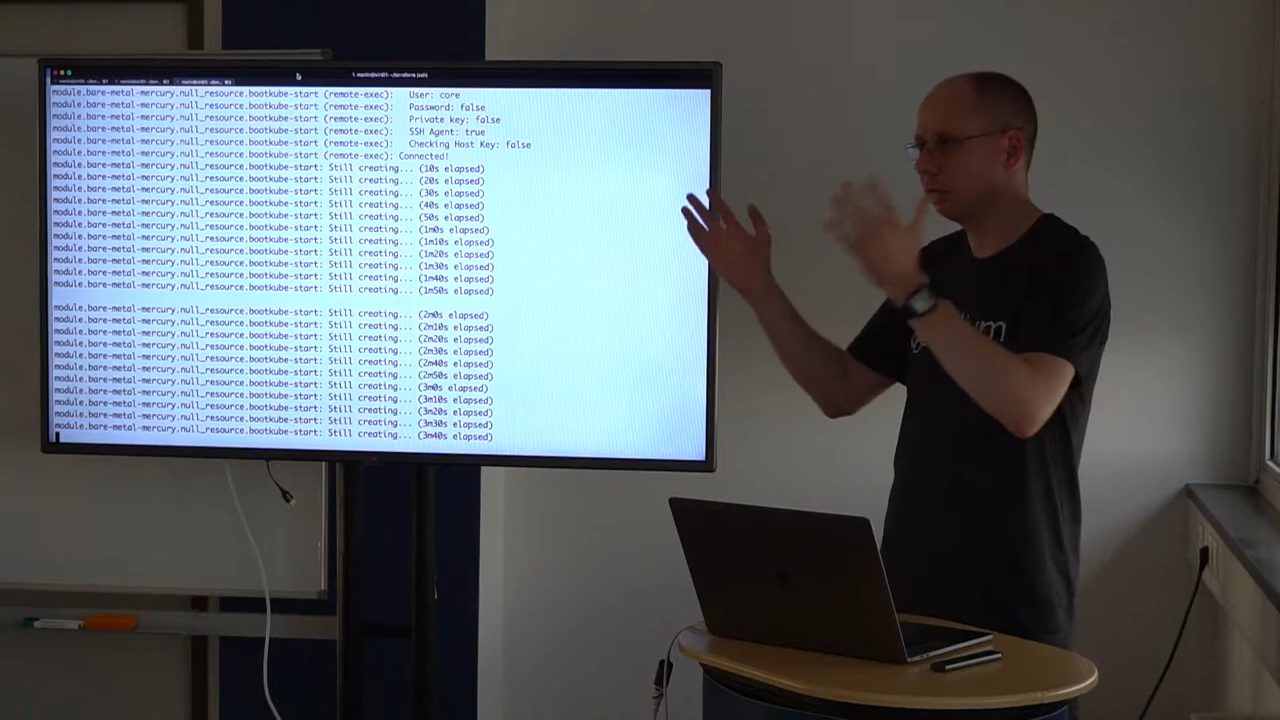 1. martin@virt01: ~/terraform (ssh)
module.bare-metal-mercury.null_resource.bootkube-start (remote-exec): User: core
module.bare-metal-mercury.null_resource.bootkube-start (remote-exec): Password: false
module.bare-metal-mercury.null_resource.bootkube-start (remote-exec): Private key: false
module.bare-metal-mercury.null_resource.bootkube-start (remote-exec): SSH Agent: true
module.bare-metal-mercury.null_resource.bootkube-start (remote-exec): Checking Host Key: false
module.bare-metal-mercury.null_resource.bootkube-start (remote-exec): Connected!
module.bare-metal-mercury.null_resource.bootkube-start: Still creating... (10s elapsed)
module.bare-metal-mercury.null_resource.bootkube-start: Still creating... (20s elapsed)
module.bare-metal-mercury.null_resource.bootkube-start: Still creating... (30s elapsed)
module.bare-metal-mercury.null_resource.bootkube-start: Still creating... (40s elapsed)
module.bare-metal-mercury.null_resource.bootkube-start: Still creating... (50s elapsed)
module.bare-metal-mercury.null_resource.bootkube-start: Still creating... (1m0s elapsed)
module.bare-metal-mercury.null_resource.bootkube-start: Still creating... (1m10s elapsed)
module.bare-metal-mercury.null_resource.bootkube-start: Still creating... (1m20s elapsed)
module.bare-metal-mercury.null_resource.bootkube-start: Still creating... (1m30s elapsed)
module.bare-metal-mercury.null_resource.bootkube-start: Still creating... (1m40s elapsed)
module.bare-metal-mercury.null_resource.bootkube-start: Still creating... (1m50s elapsed)
module.bare-metal-mercury.null_resource.bootkube-start: Still creating... (2m0s elapsed)
module.bare-metal-mercury.null_resource.bootkube-start: Still creating... (2m10s elapsed)
module.bare-metal-mercury.null_resource.bootkube-start: Still creating... (2m20s elapsed)
module.bare-metal-mercury.null_resource.bootkube-start: Still creating... (2m30s elapsed)
module.bare-metal-mercury.null_resource.bootkube-start: Still creating... (2m40s elapsed)
module.bare-metal-mercury.null_resource.bootkube-start: Still creating... (2m50s elapsed)
module.bare-metal-mercury.null_resource.bootkube-start: Still creating... (3m0s elapsed)
module.bare-metal-mercury.null_resource.bootkube-start: Still creating... (3m10s elapsed)
module.bare-metal-mercury.null_resource.bootkube-start: Still creating... (3m20s elapsed)
module.bare-metal-mercury.null_resource.bootkube-start: Still creating... (3m30s elapsed)
module.bare-metal-mercury.null_resource.bootkube-start: Still creating... (3m40s elapsed)